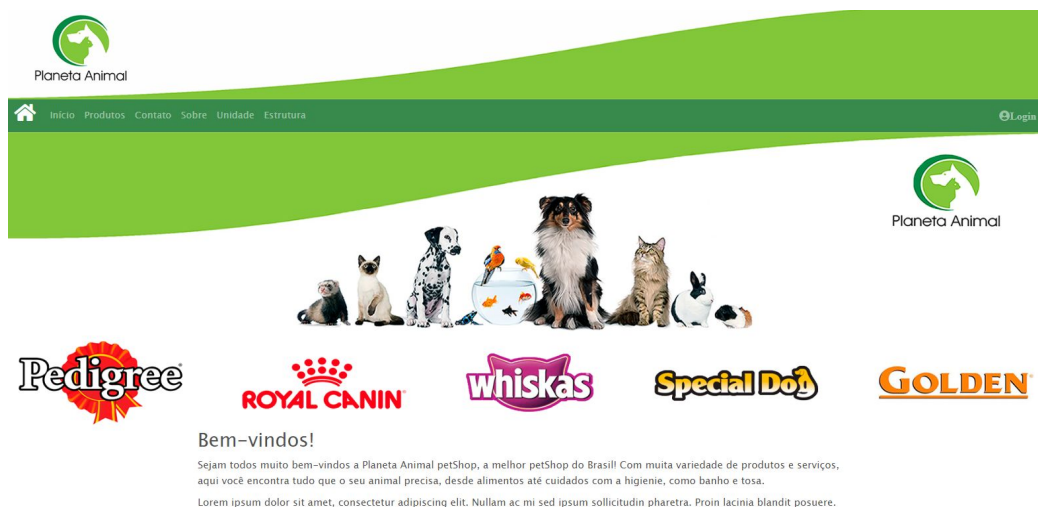 Planeta Animal
Início Produtos Contato Sobre Unidade Estrutura
Login
Planeta Animal
Pedigree
ROYAL CANIN
whiskas
Special Dog
GOLDEN
Bem-vindos!
Sejam todos muito bem-vindos a Planeta Animal petShop, a melhor petShop do Brasil! Com muita variedade de produtos e serviços,
aqui você encontra tudo que o seu animal precisa, desde alimentos até cuidados com a higienie, como banho e tosa.
Lorem ipsum dolor sit amet, consectetur adipiscing elit. Nullam ac mi sed ipsum sollicitudin pharetra. Proin lacinia blandit posuere.